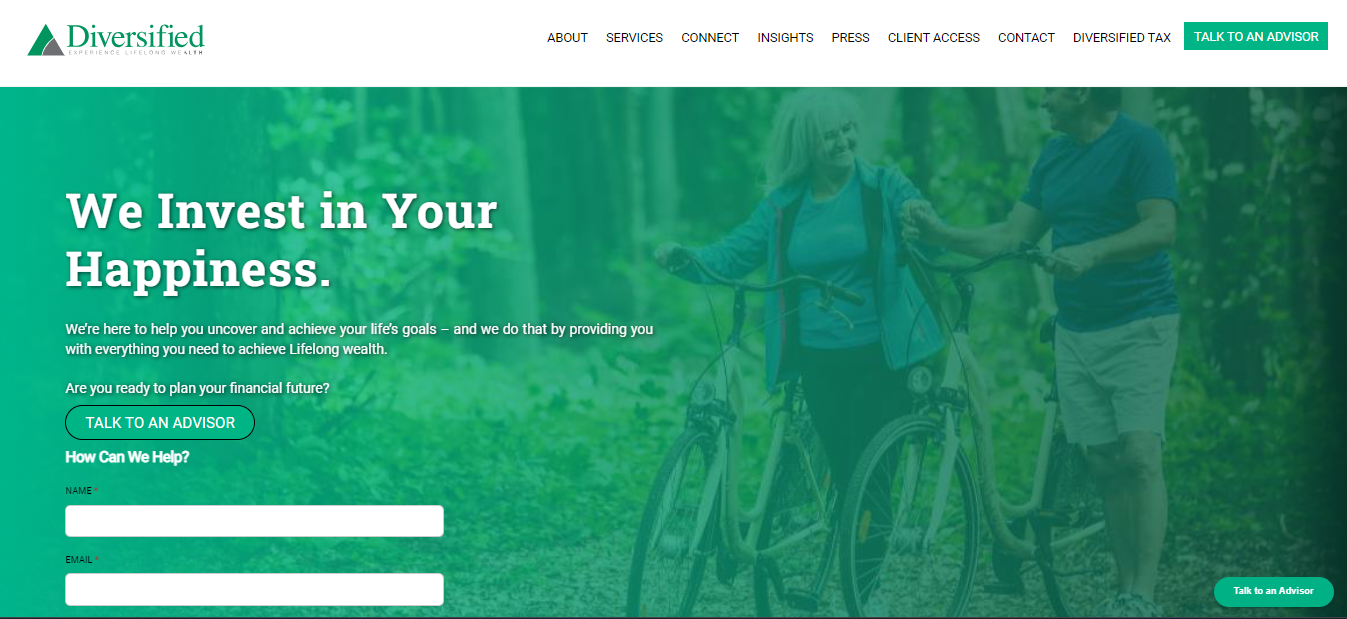 Diversified
EXPERIENCE LIFELONG WEALTH
ABOUT
SERVICES
CONNECT
INSIGHTS
PRESS
CLIENT ACCESS
CONTACT
DIVERSIFIED TAX
TALK TO AN ADVISOR
We Invest in Your
Happiness.
We're here to help you uncover and achieve your life's goals – and we do that by providing you
with everything you need to achieve Lifelong wealth.
Are you ready to plan your financial future?
TALK TO AN ADVISOR
How Can We Help?
NAME *
EMAIL *
Talk to an Advisor